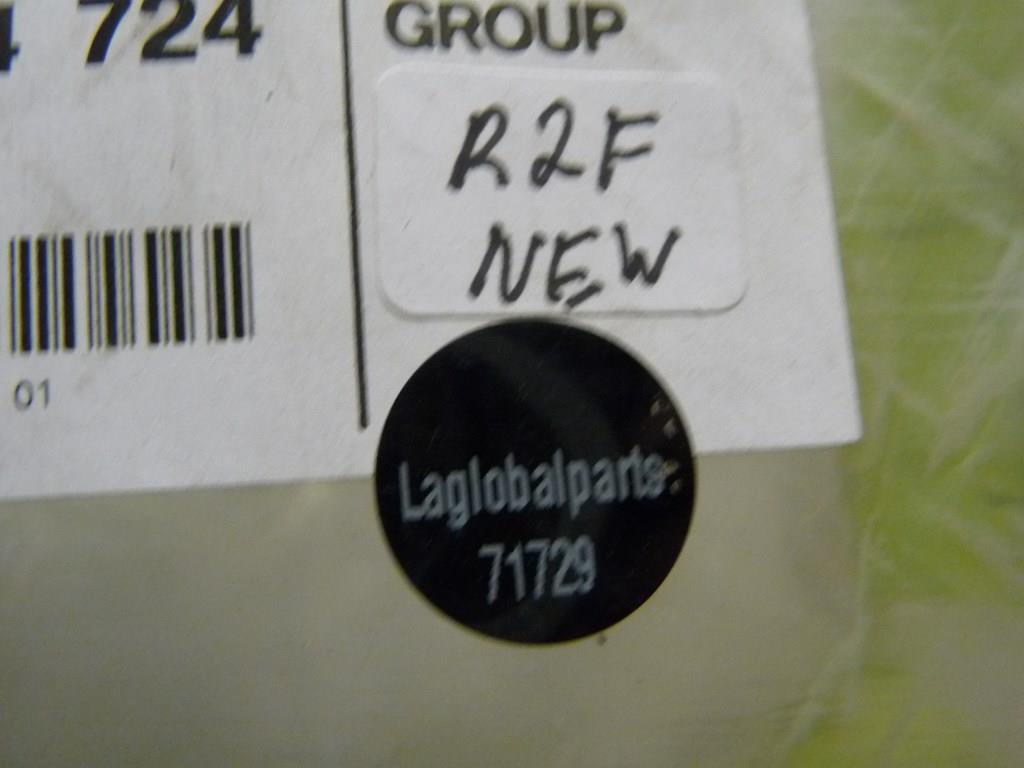 4 724
GROUP
R2F
NEW
01
Laglobalparts
71729